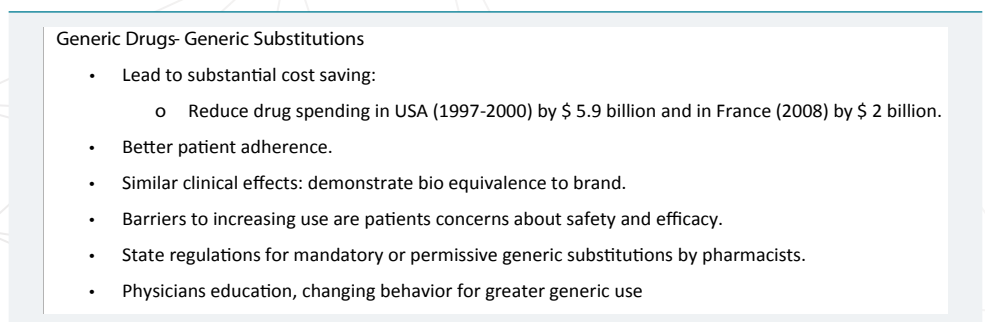 Generic Drugs- Generic Substitutions
• Lead to substantial cost saving:
o Reduce drug spending in USA (1997-2000) by $ 5.9 billion and in France (2008) by $ 2 billion.
• Better patient adherence.
• Similar clinical effects: demonstrate bio equivalence to brand.
• Barriers to increasing use are patients concerns about safety and efficacy.
• State regulations for mandatory or permissive generic substitutions by pharmacists.
• Physicians education, changing behavior for greater generic use